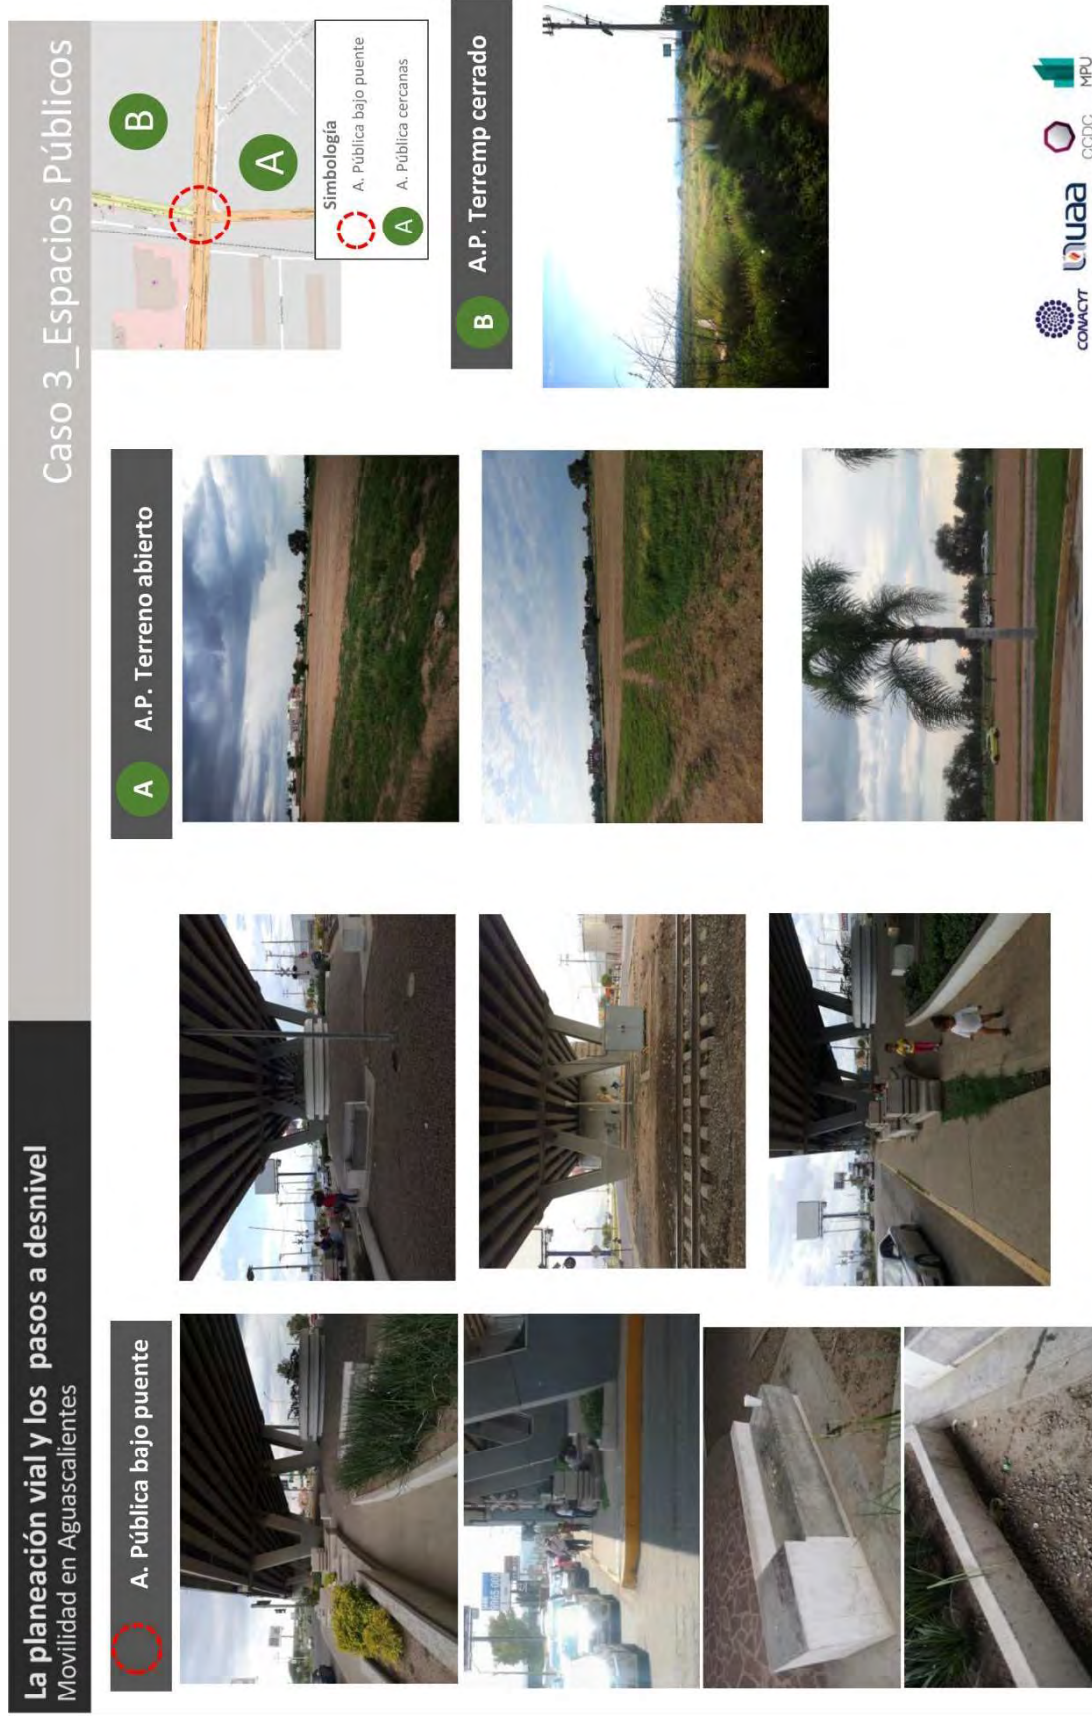 La planeación vial y los pasos a desnivel
Movilidad en Aguascalientes
Caso 3_Espacios Públicos
A. Pública bajo puente
A
A.P. Terreno abierto
B
A
Simbología
A. Pública bajo puente
A
A. Pública cercanas
B
A.P. Terremp cerrado
CONACYT
uaa
CCDC
MPU